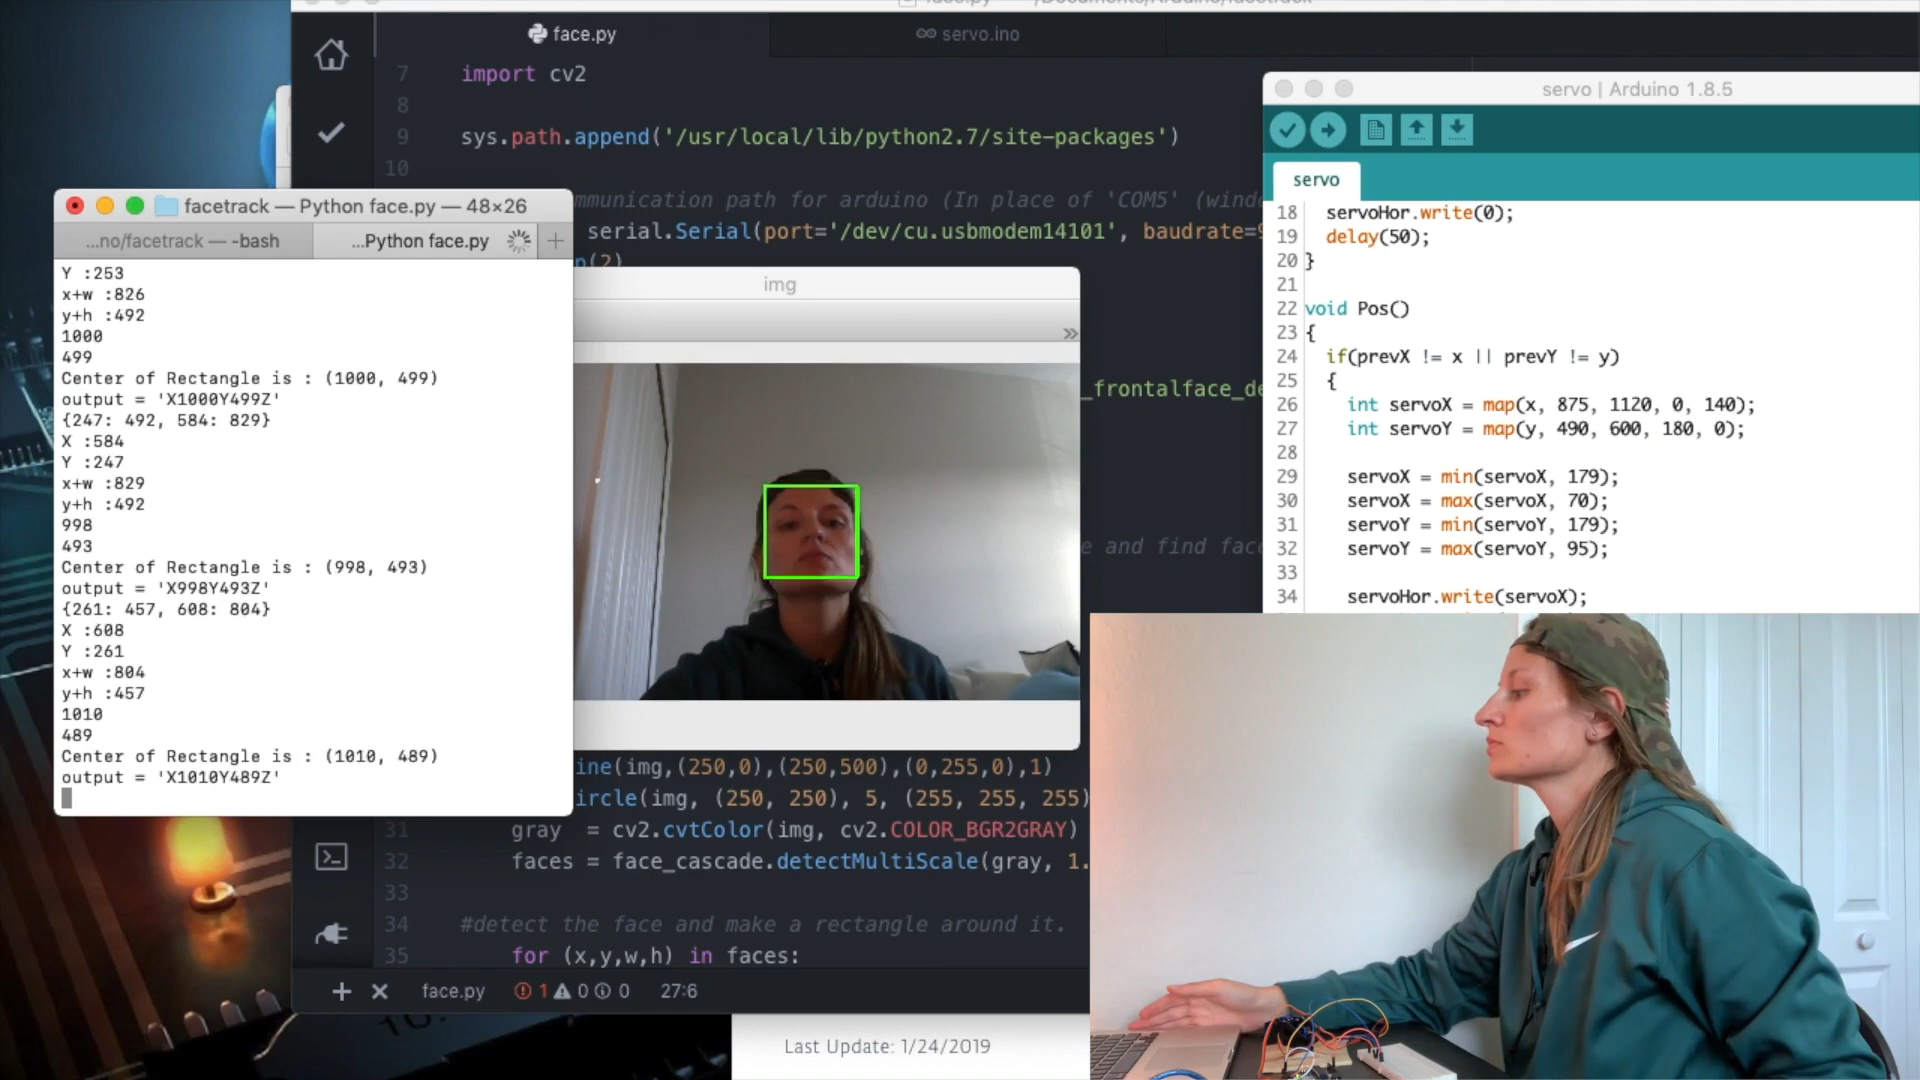 face.py
servo.ino
7 import cv2
8
9 sys.path.append('/usr/local/lib/python2.7/site-packages')
10
mmunication path for arduino (In place of 'COM5' (wind
serial.Serial(port='/dev/cu.usbmodem14101', baudrate=9
p(2)
_frontalface_de
e and find fac
ine(img,(250,0),(250,500),(0,255,0),1)
ircle(img, (250, 250), 5, (255, 255, 255)
31 gray = cv2.cvtColor(img, cv2.COLOR_BGR2GRAY)
32 faces = face_cascade.detectMultiScale(gray, 1.
33
34 #detect the face and make a rectangle around it.
35 for (x,y,w,h) in faces:
face.py 1 0 0 27:6
facetrack — Python face.py — 48×26
...no/facetrack — -bash
...Python face.py
Y :253
x+w :826
y+h :492
1000
499
Center of Rectangle is : (1000, 499)
output = 'X1000Y499Z'
{247: 492, 584: 829}
X :584
Y :247
x+w :829
y+h :492
998
493
Center of Rectangle is : (998, 493)
output = 'X998Y493Z'
{261: 457, 608: 804}
X :608
Y :261
x+w :804
y+h :457
1010
489
Center of Rectangle is : (1010, 489)
output = 'X1010Y489Z'
img
servo | Arduino 1.8.5
servo
18 servoHor.write(0);
19 delay(50);
20 }
21
22 void Pos()
23 {
24 if(prevX != x || prevY != y)
25 {
26 int servoX = map(x, 875, 1120, 0, 140);
27 int servoY = map(y, 490, 600, 180, 0);
28
29 servoX = min(servoX, 179);
30 servoX = max(servoX, 70);
31 servoY = min(servoY, 179);
32 servoY = max(servoY, 95);
33
34 servoHor.write(servoX);
Last Update: 1/24/2019